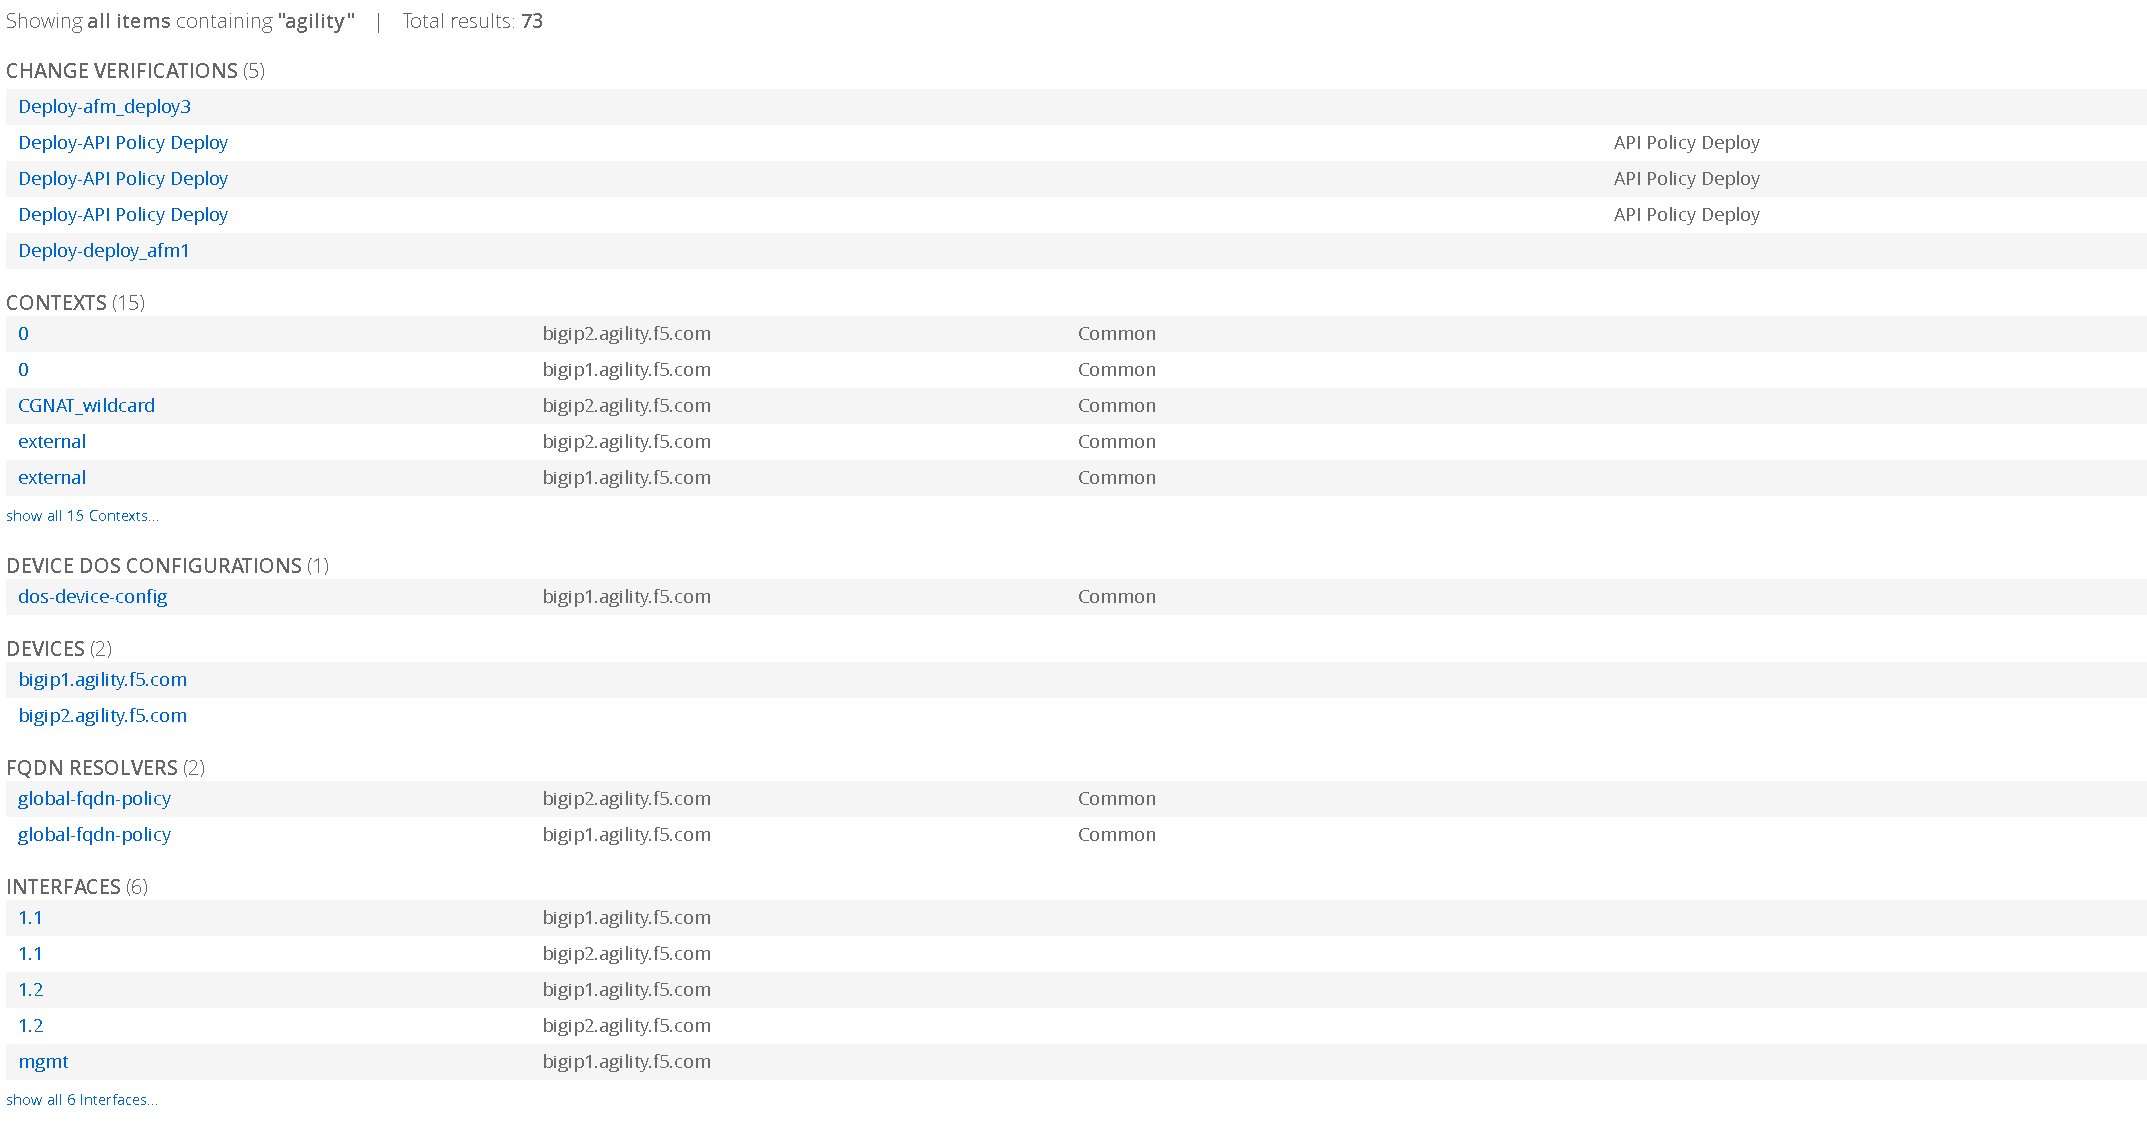 Showing all items containing "agility" | Total results: 73
CHANGE VERIFICATIONS (5)
Deploy-afm_deploy3
Deploy-API Policy Deploy API Policy Deploy
Deploy-API Policy Deploy API Policy Deploy
Deploy-API Policy Deploy API Policy Deploy
Deploy-deploy_afm1
CONTEXTS (15)
0 bigip2.agility.f5.com Common
0 bigip1.agility.f5.com Common
CGNAT_wildcard bigip2.agility.f5.com Common
external bigip2.agility.f5.com Common
external bigip1.agility.f5.com Common
show all 15 Contexts...
DEVICE DOS CONFIGURATIONS (1)
dos-device-config bigip1.agility.f5.com Common
DEVICES (2)
bigip1.agility.f5.com
bigip2.agility.f5.com
FQDN RESOLVERS (2)
global-fqdn-policy bigip2.agility.f5.com Common
global-fqdn-policy bigip1.agility.f5.com Common
INTERFACES (6)
1.1 bigip1.agility.f5.com
1.1 bigip2.agility.f5.com
1.2 bigip1.agility.f5.com
1.2 bigip2.agility.f5.com
mgmt bigip1.agility.f5.com
show all 6 Interfaces...